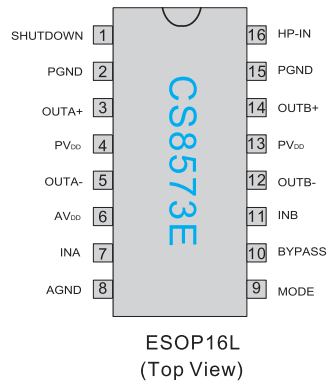 SHUTDOWN 1 16 HP-IN
PGND 2 15 PGND
OUTA+ 3 14 OUTB+
PVDD 4 13 PVDD
OUTA- 5 12 OUTB-
AVDD 6 11 INB
INA 7 10 BYPASS
AGND 8 9 MODE
CS8573E
ESOP16L
(Top View)